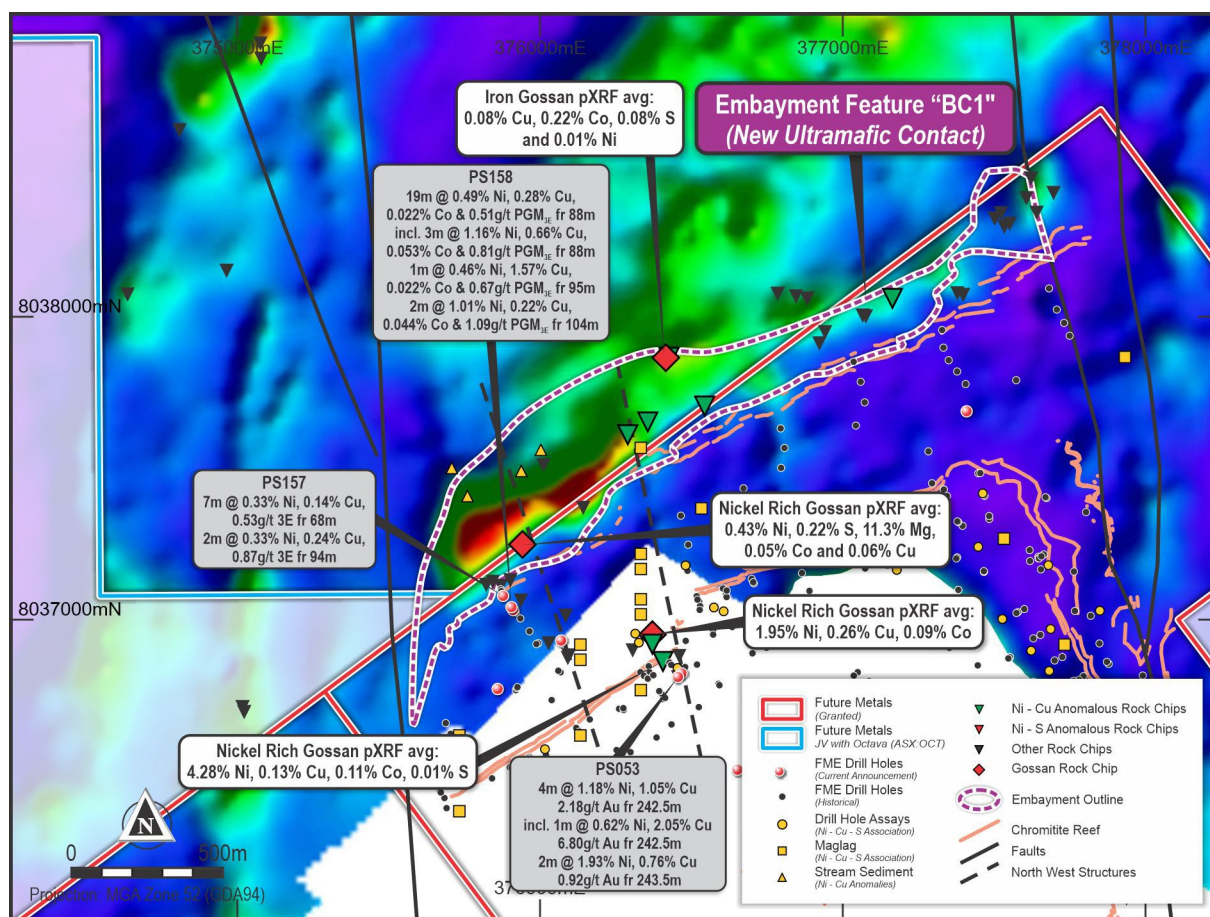 375000mE
376000mE
377000mE
378000mE
Iron Gossan pXRF avg:
0.08% Cu, 0.22% Co, 0.08% S
and 0.01% Ni
Embayment Feature “BC1"
(New Ultramafic Contact)
PS158
19m @ 0.49% Ni, 0.28% Cu,
0.022% Co & 0.51g/t PGM3E fr 88m
incl. 3m @ 1.16% Ni, 0.66% Cu,
0.053% Co & 0.81g/t PGM3E fr 88m
1m @ 0.46% Ni, 1.57% Cu,
0.022% Co & 0.67g/t PGM3E fr 95m
2m @ 1.01% Ni, 0.22% Cu,
0.044% Co & 1.09g/t PGM3E fr 104m
8038000mN
PS157
7m @ 0.33% Ni, 0.14% Cu,
0.53g/t 3E fr 68m
2m @ 0.33% Ni, 0.24% Cu,
0.87g/t 3E fr 94m
Nickel Rich Gossan pXRF avg:
0.43% Ni, 0.22% S, 11.3% Mg,
0.05% Co and 0.06% Cu
8037000mN
Nickel Rich Gossan pXRF avg:
1.95% Ni, 0.26% Cu, 0.09% Co
Nickel Rich Gossan pXRF avg:
4.28% Ni, 0.13% Cu, 0.11% Co, 0.01% S
PS053
4m @ 1.18% Ni, 1.05% Cu
2.18g/t Au fr 242.5m
incl. 1m @ 0.62% Ni, 2.05% Cu
6.80g/t Au fr 242.5m
2m @ 1.93% Ni, 0.76% Cu
0.92g/t Au fr 243.5m
N
0 500m
Projection: MGA Zone 52 (GDA94)
Future Metals
(Granted)
Future Metals
JV with Octava (ASX:OCT)
FME Drill Holes
(Current Announcement)
FME Drill Holes
(Historical)
Drill Hole Assays
(Ni - Cu - S Association)
Maglag
(Ni - Cu - S Association)
Stream Sediment
(Ni - Cu Anomalies)
Ni - Cu Anomalous Rock Chips
Ni - S Anomalous Rock Chips
Other Rock Chips
Gossan Rock Chip
Embayment Outline
Chromitite Reef
Faults
North West Structures